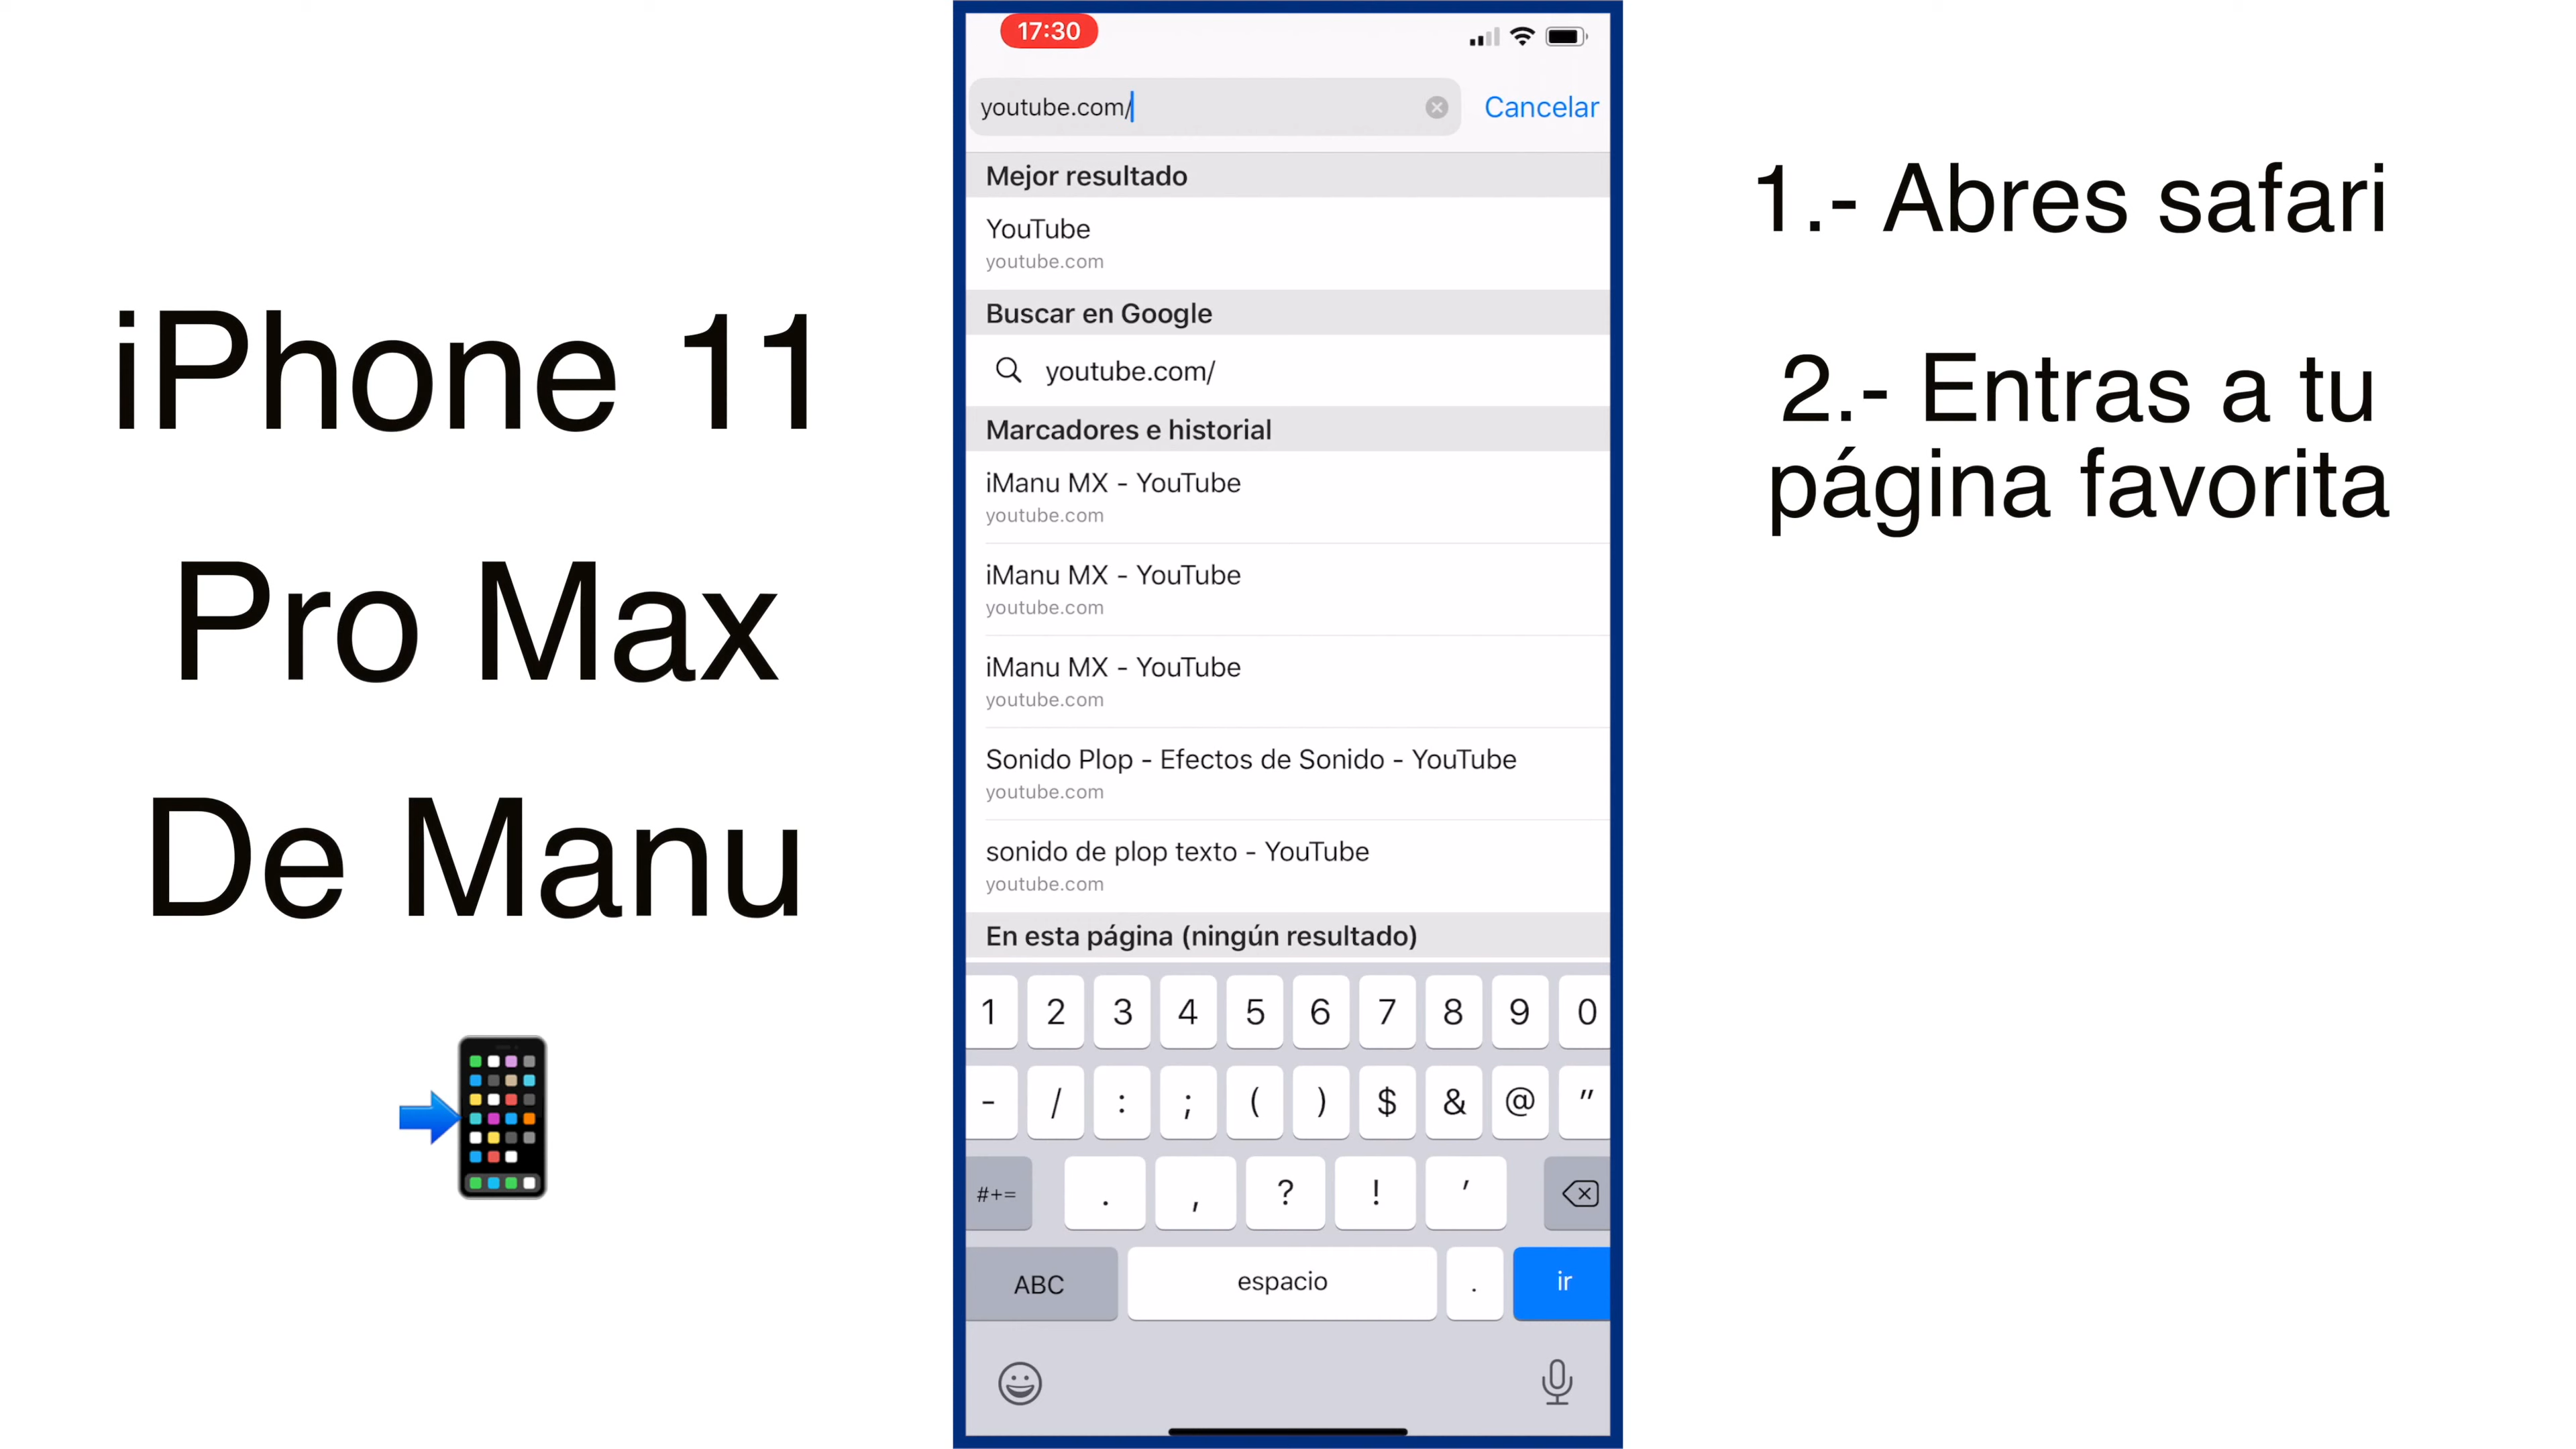 iPhone 11
Pro Max
De Manu
17:30
youtube.com/
Cancelar
Mejor resultado
YouTube
youtube.com
Buscar en Google
youtube.com/
Marcadores e historial
iManu MX - YouTube
youtube.com
iManu MX - YouTube
youtube.com
iManu MX - YouTube
youtube.com
Sonido Plop - Efectos de Sonido - YouTube
youtube.com
sonido de plop texto - YouTube
youtube.com
En esta página (ningún resultado)
1 2 3 4 5 6 7 8 9 0
- / : ; ( ) $ & @ "
#+= . , ? ! '
ABC espacio . ir
1.- Abres safari
2.- Entras a tu
página favorita